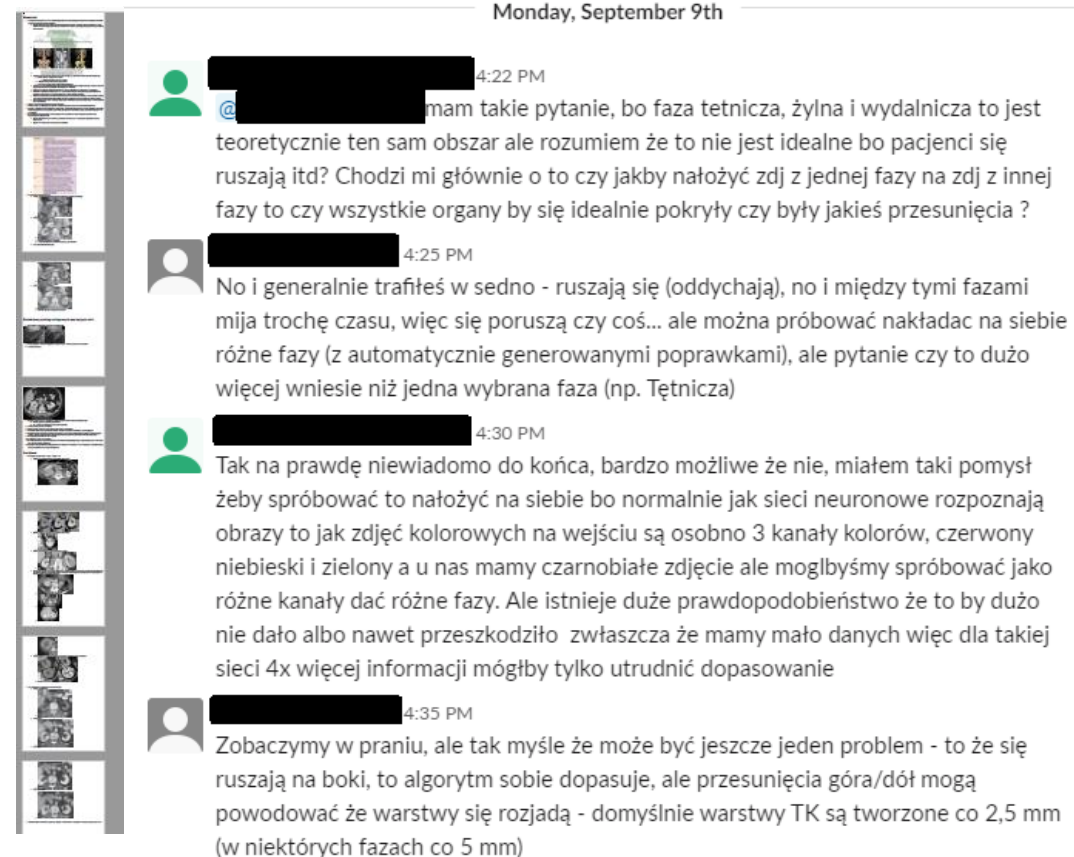 Monday, September 9th
4:22 PM
@ mam takie pytanie, bo faza tetnicza, żylna i wydalnicza to jest
teoretycznie ten sam obszar ale rozumiem że to nie jest idealne bo pacjenci się
ruszają itd? Chodzi mi głównie o to czy jakby nałożyć zdj z jednej fazy na zdj z innej
fazy to czy wszystkie organy by się idealnie pokryły czy były jakieś przesunięcia ?
4:25 PM
No i generalnie trafiłeś w sedno - ruszają się (oddychają), no i między tymi fazami
mija trochę czasu, więc się poruszą czy coś... ale można próbować nakładac na siebie
różne fazy (z automatycznie generowanymi poprawkami), ale pytanie czy to dużo
więcej wniesie niż jedna wybrana faza (np. Tętnicza)
4:30 PM
Tak na prawdę niewiadomo do końca, bardzo możliwe że nie, miałem taki pomysł
żeby spróbować to nałożyć na siebie bo normalnie jak sieci neuronowe rozpoznają
obrazy to jak zdjęć kolorowych na wejściu są osobno 3 kanały kolorów, czerwony
niebieski i zielony a u nas mamy czarnobiałe zdjęcie ale moglbyśmy spróbować jako
różne kanały dać różne fazy. Ale istnieje duże prawdopodobieństwo że to by dużo
nie dało albo nawet przeszkodziło zwłaszcza że mamy mało danych więc dla takiej
sieci 4x więcej informacji mógłby tylko utrudnić dopasowanie
4:35 PM
Zobaczymy w praniu, ale tak myśle że może być jeszcze jeden problem - to że się
ruszają na boki, to algorytm sobie dopasuje, ale przesunięcia góra/dół mogą
powodować że warstwy się rozjadą - domyślnie warstwy TK są tworzone co 2,5 mm
(w niektórych fazach co 5 mm)